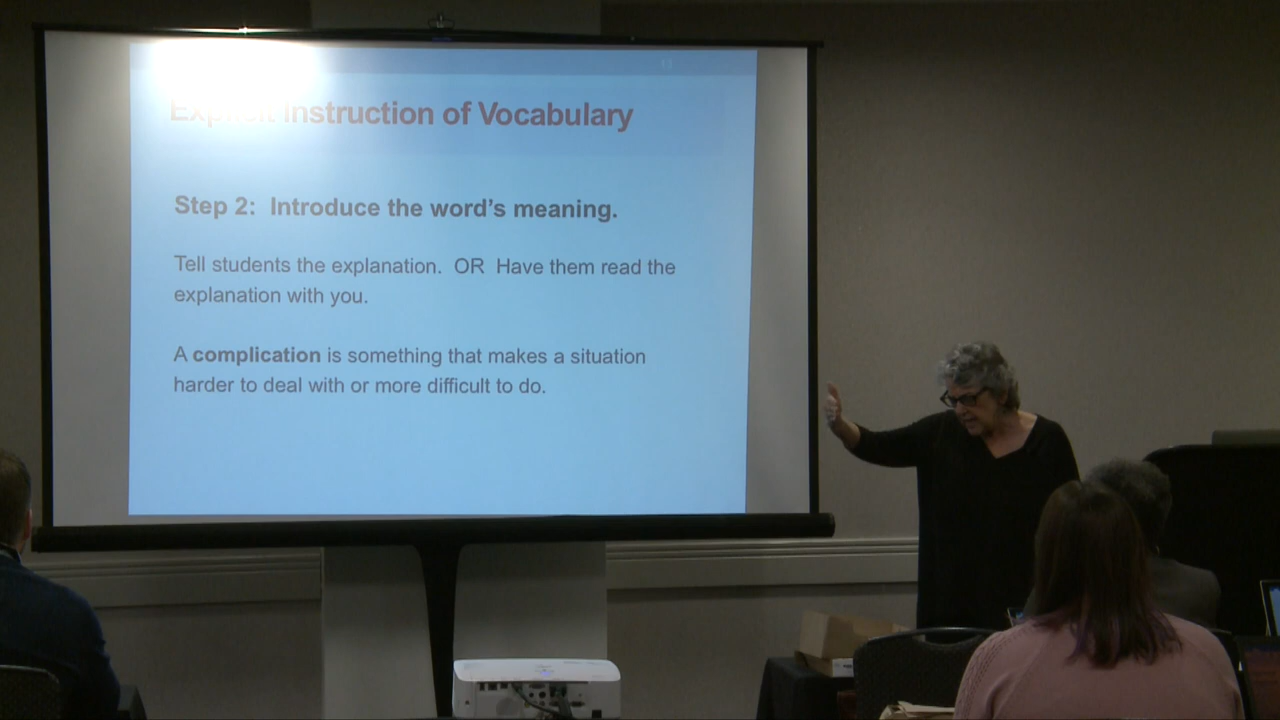 Explicit Instruction of Vocabulary
Step 2: Introduce the word's meaning.
Tell students the explanation. OR Have them read the
explanation with you.
A complication is something that makes a situation
harder to deal with or more difficult to do.